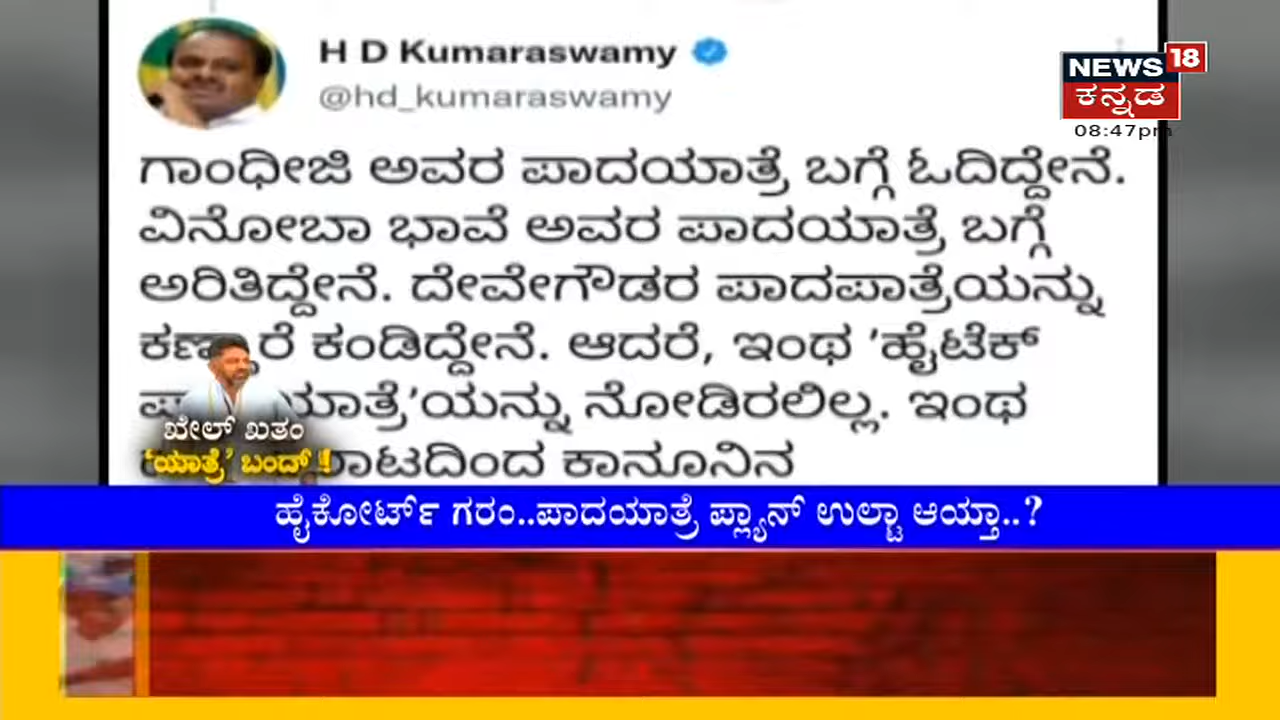 H D Kumaraswamy
@hd_kumaraswamy
NEWS 18
ಕನ್ನಡ
08:47pm
ಗಾಂಧೀಜಿ ಅವರ ಪಾದಯಾತ್ರೆ ಬಗ್ಗೆ ಓದಿದ್ದೇನೆ.
ವಿನೋಬಾ ಭಾವೆ ಅವರ ಪಾದಯಾತ್ರೆ ಬಗ್ಗೆ
ಅರಿತಿದ್ದೇನೆ. ದೇವೇಗೌಡರ ಪಾದಪಾತ್ರೆಯನ್ನು
ಕಣ್ಣಾರೆ ಕಂಡಿದ್ದೇನೆ. ಆದರೆ, ಇಂಥ 'ಹೈಟೆಕ್
ಯಾತ್ರೆ'ಯನ್ನು ನೋಡಿರಲಿಲ್ಲ. ಇಂಥ
ಕಾನೂನಿನ
ಖೇಲ್ ಖತಂ
'ಯಾತ್ರೆ' ಬಂದ್ !!
ಹೈಕೋರ್ಟ್ ಗರಂ..ಪಾದಯಾತ್ರೆ ಪ್ಲ್ಯಾನ್ ಉಲ್ಟಾ ಆಯ್ತಾ..?